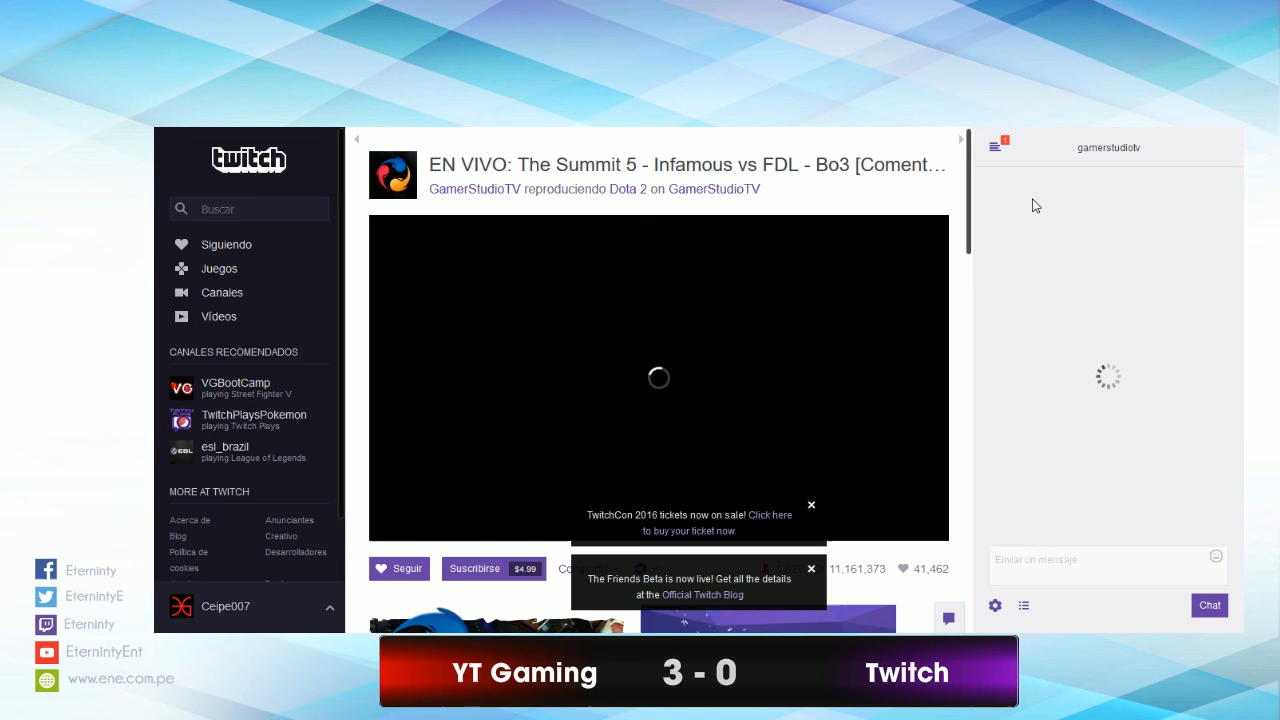 twitch
Buscar
Siguiendo
Juegos
Canales
Vídeos
CANALES RECOMENDADOS
VG
VGBootCamp
playing Street Fighter V
TwitchPlaysPokemon
playing Twitch Plays
ESL
esl_brazil
playing League of Legends
MORE AT TWITCH
Acerca de
Anunciantes
Blog
Creativo
Política de
Desarrolladores
cookies
Ceipe007
EN VIVO: The Summit 5 - Infamous vs FDL - Bo3 [Coment…
GamerStudioTV reproduciendo Dota 2 on GamerStudioTV
TwitchCon 2016 tickets now on sale! Click here
to buy your ticket now.
Seguir
Suscribirse $4.99
11,161,373
41,462
The Friends Beta is now live! Get all the details
at the Official Twitch Blog
1
gamerstudiotv
Enviar un mensaje
Chat
Eterninty
EternintyE
Eterninty
EternintyEnt
www.ene.com.pe
YT Gaming 3 - 0 Twitch